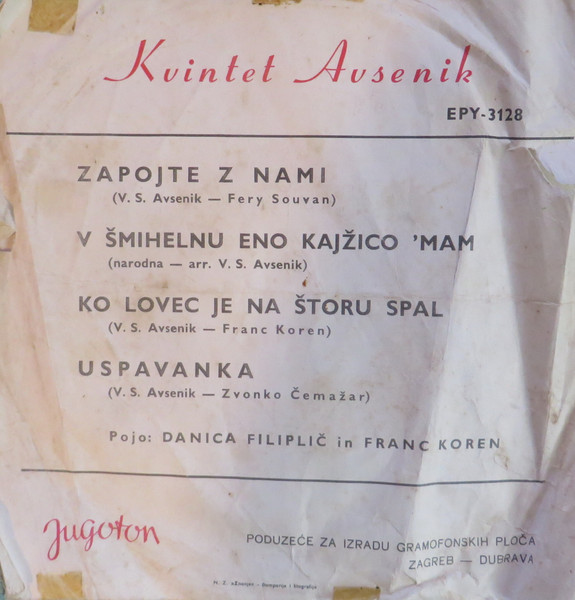 Kvintet Avsenik
EPY-3128
ZAPOJTE Z NAMI
(V. S. Avsenik — Fery Souvan)
V ŠMIHELNU ENO KAJŽICO 'MAM
(narodna — arr. V. S. Avsenik)
KO LOVEC JE NA ŠTORU SPAL
(V. S. Avsenik — Franc Koren)
USPAVANKA
(V. S. Avsenik — Zvonko Čemažar)
Pojo: DANICA FILIPLIČ in FRANC KOREN
Jugoton
PODUZEĆE ZA IZRADU GRAMOFONSKIH PLOČA
ZAGREB — DUBRAVA
N. Z. — štamparija i